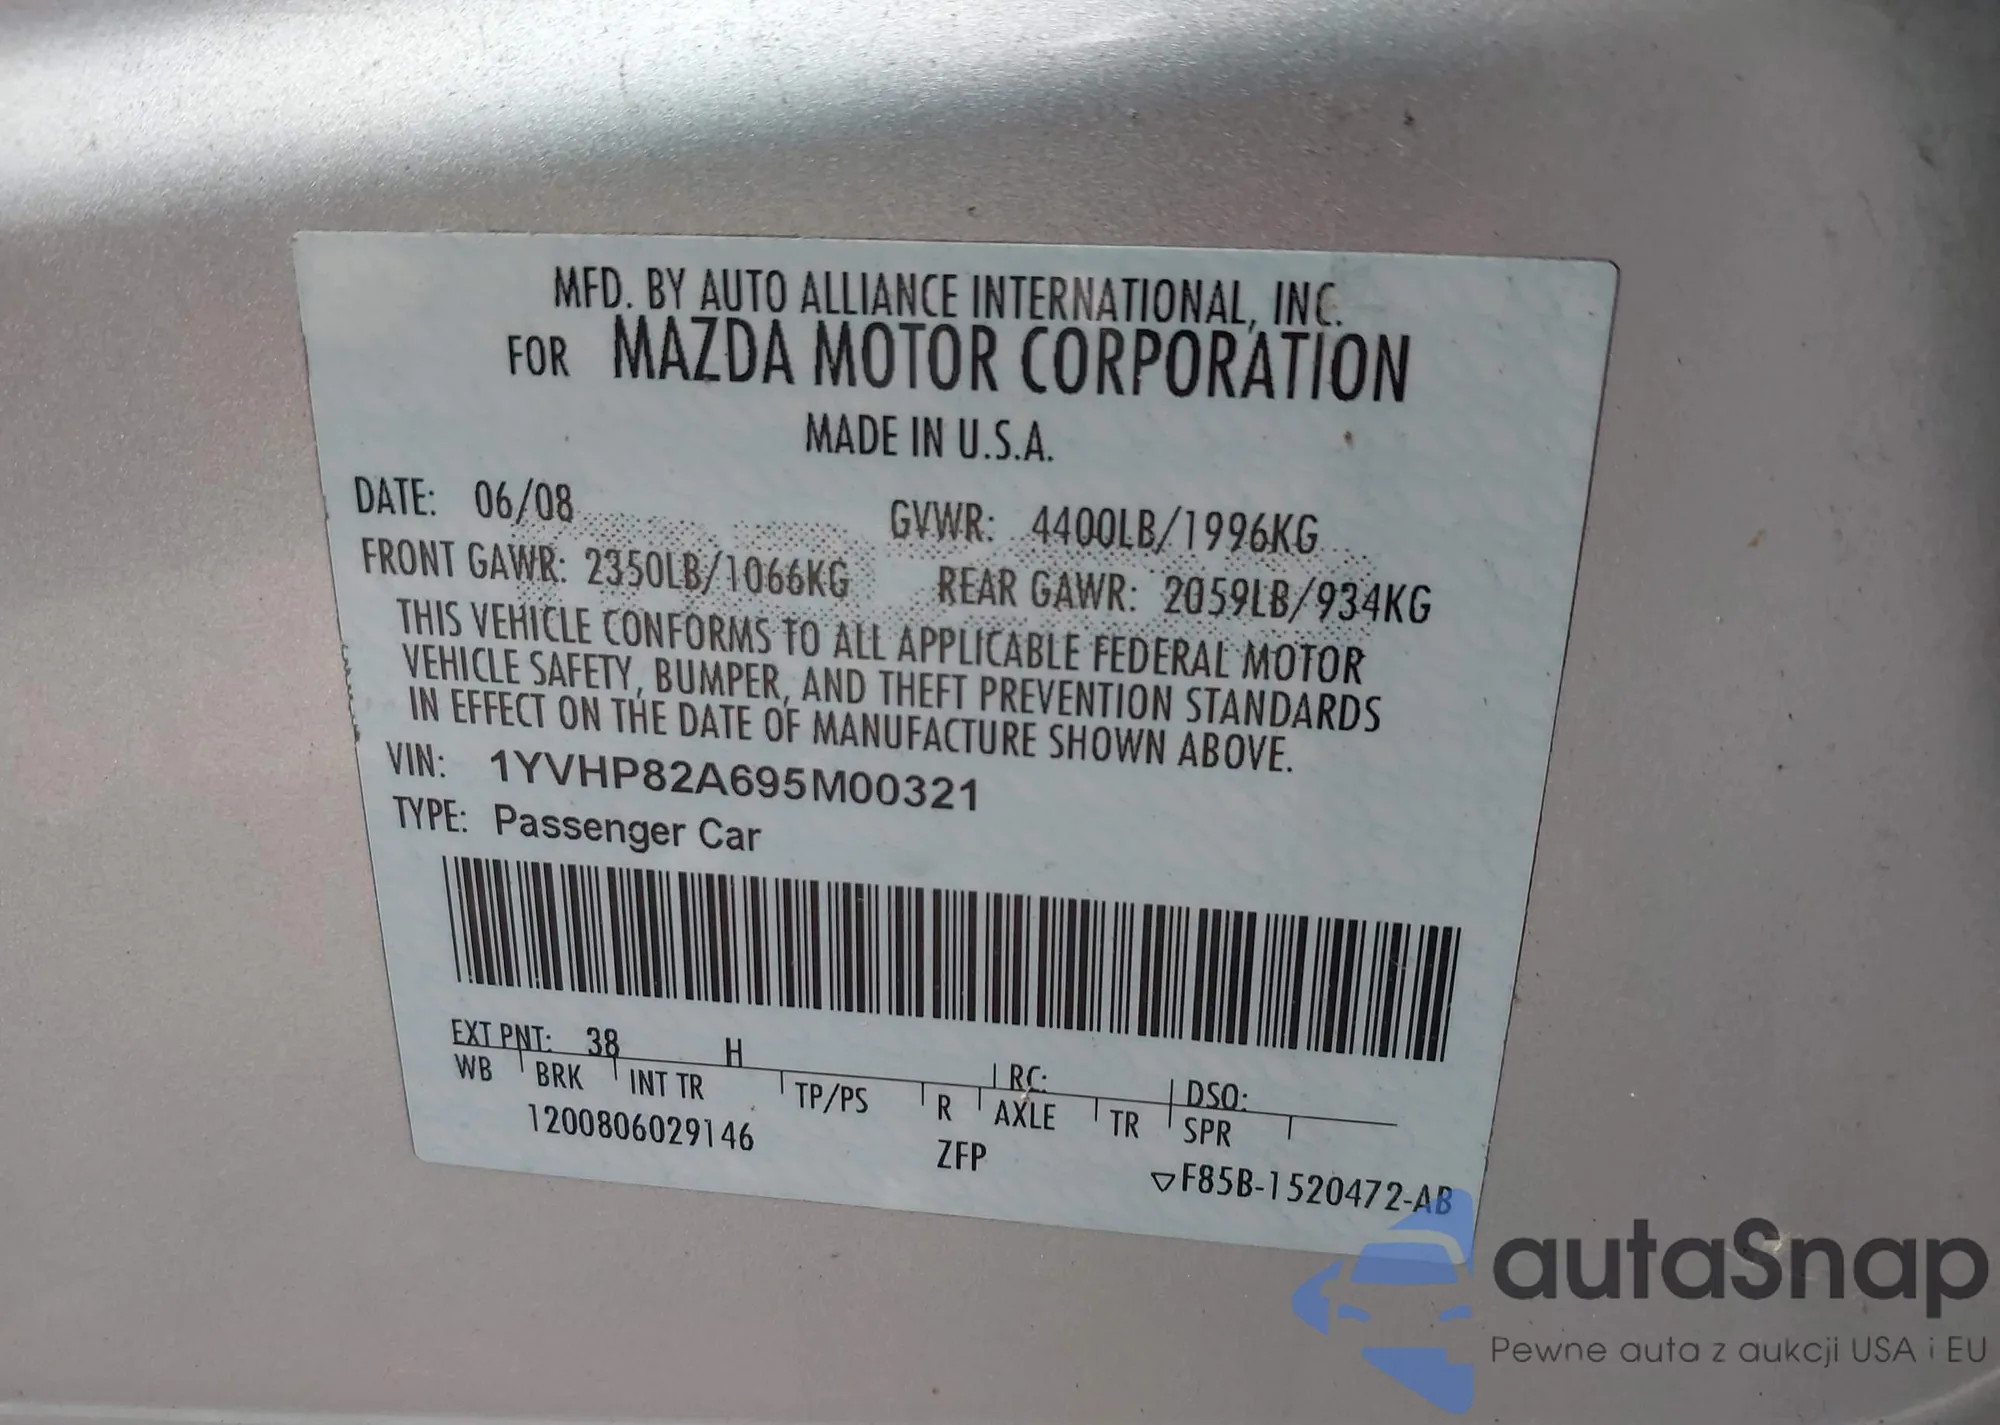 MFD. BY AUTO ALLIANCE INTERNATIONAL, INC.
FOR MAZDA MOTOR CORPORATION
MADE IN U.S.A.
DATE: 06/08 GVWR: 4400LB/1996KG
FRONT GAWR: 2350LB/1066KG REAR GAWR: 2059LB/934KG
THIS VEHICLE CONFORMS TO ALL APPLICABLE FEDERAL MOTOR
VEHICLE SAFETY, BUMPER, AND THEFT PREVENTION STANDARDS
IN EFFECT ON THE DATE OF MANUFACTURE SHOWN ABOVE.
VIN: 1YVHP82A695M00321
TYPE: Passenger Car
EXT PNT: 38 H RC: DSO:
WB BRK INT TR TP/PS R AXLE TR SPR
1200806029146 ZFP ▽F85B-1520472-AB
autaSnap
Pewne auta z aukcji USA i EU